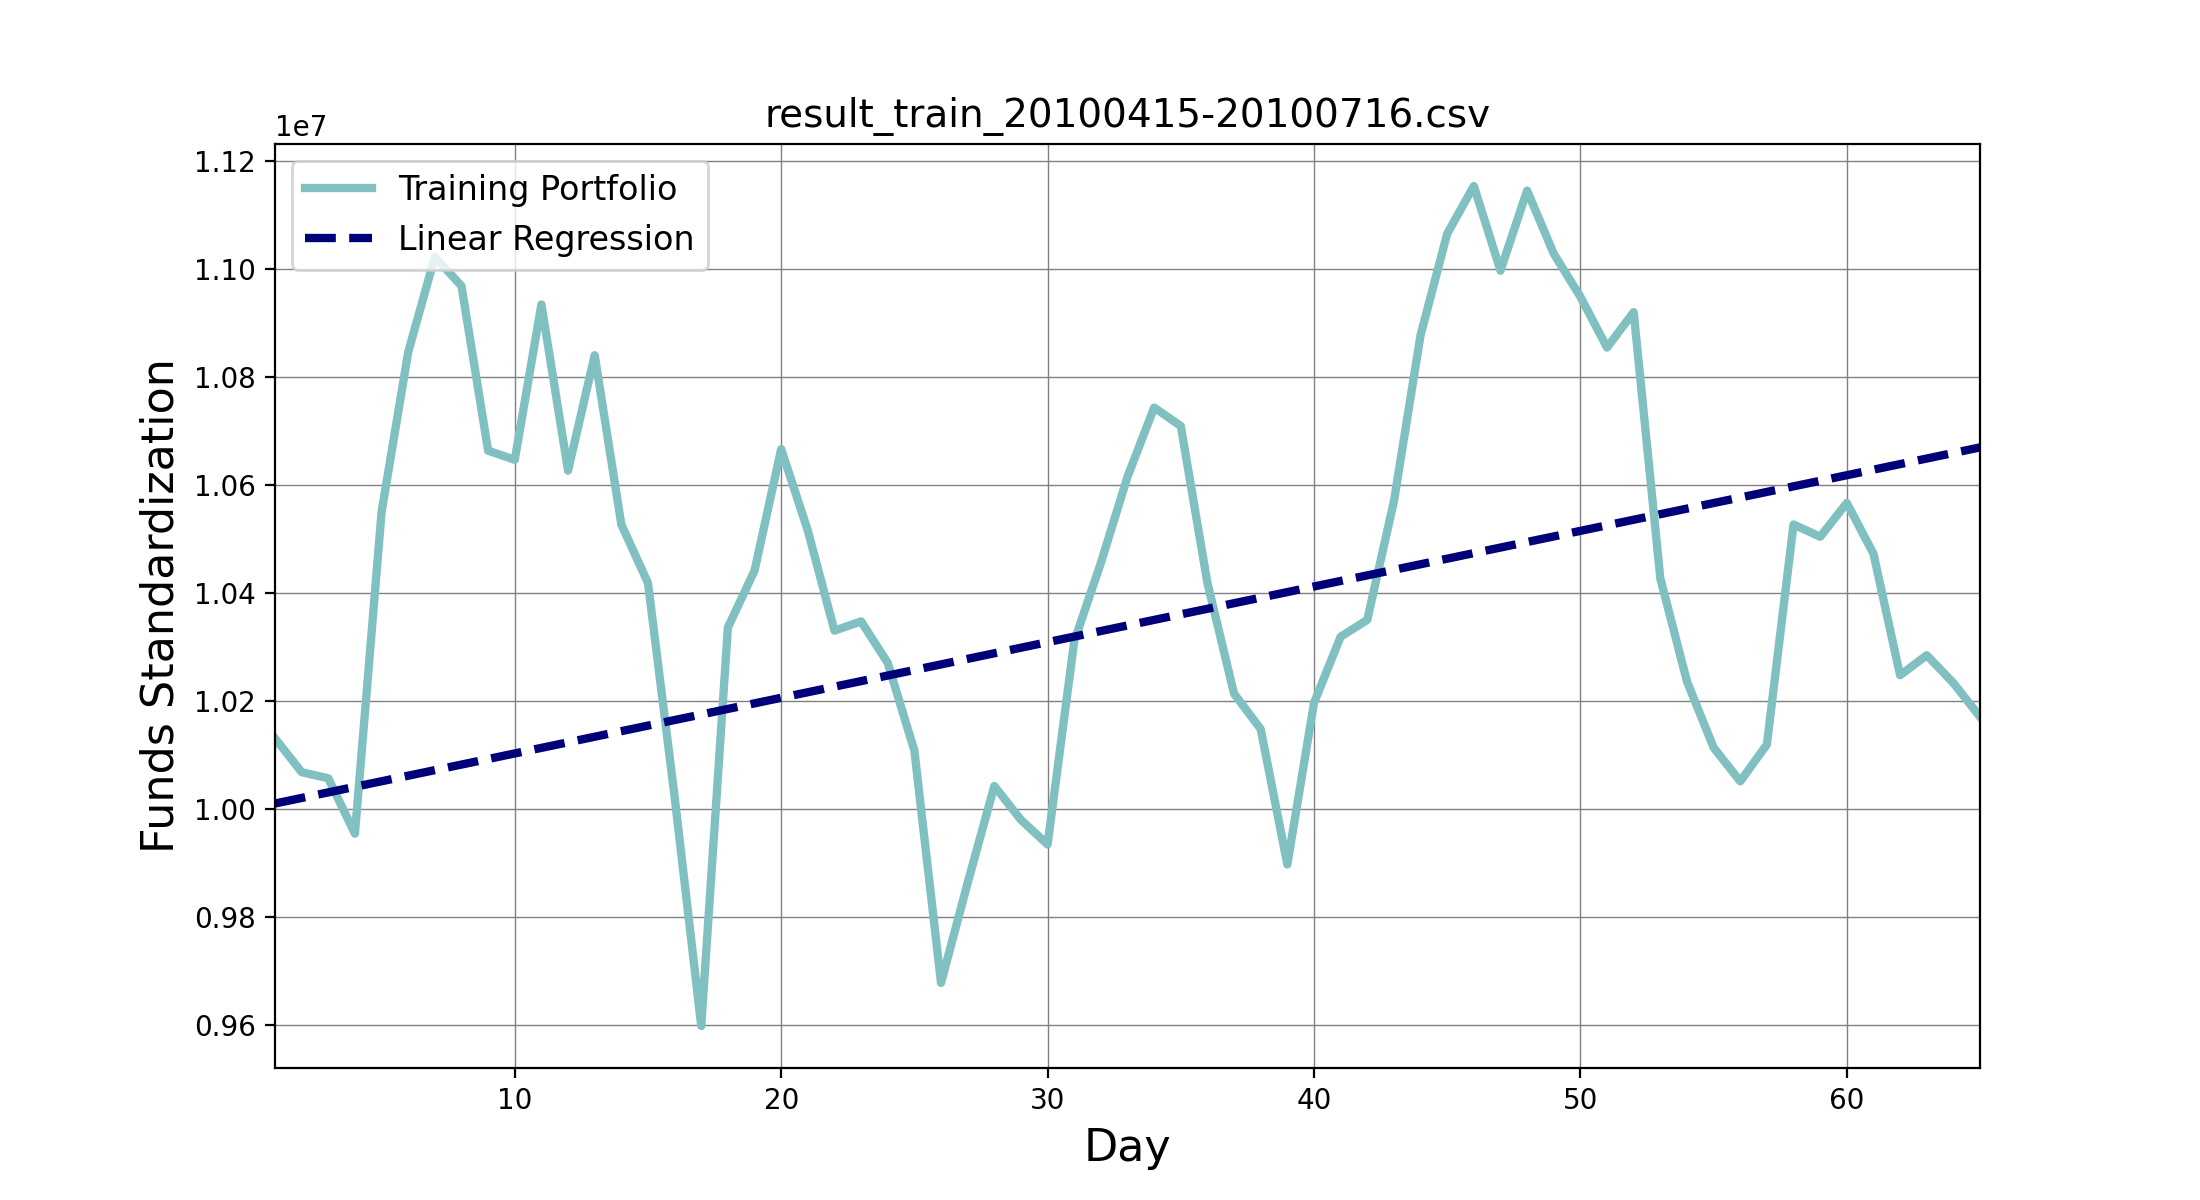 result_train_20100415-20100716.csv
1e7
Training Portfolio
Linear Regression
1.12
1.10
1.08
1.06
1.04
1.02
1.00
0.98
0.96
Funds Standardization
10 20 30 40 50 60
Day